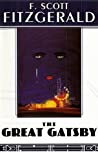 F. SCOTT
FITZGERALD
THE
GREAT GATSBY